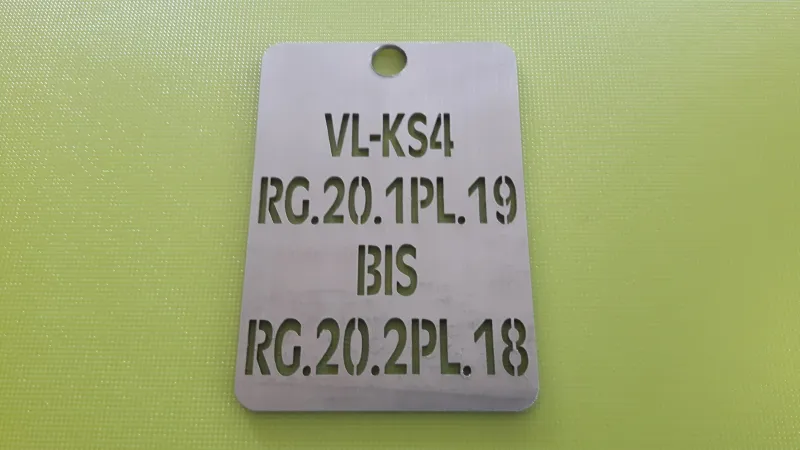 VL-KS4
RG.20.1PL.19
BIS
RG.20.2PL.18